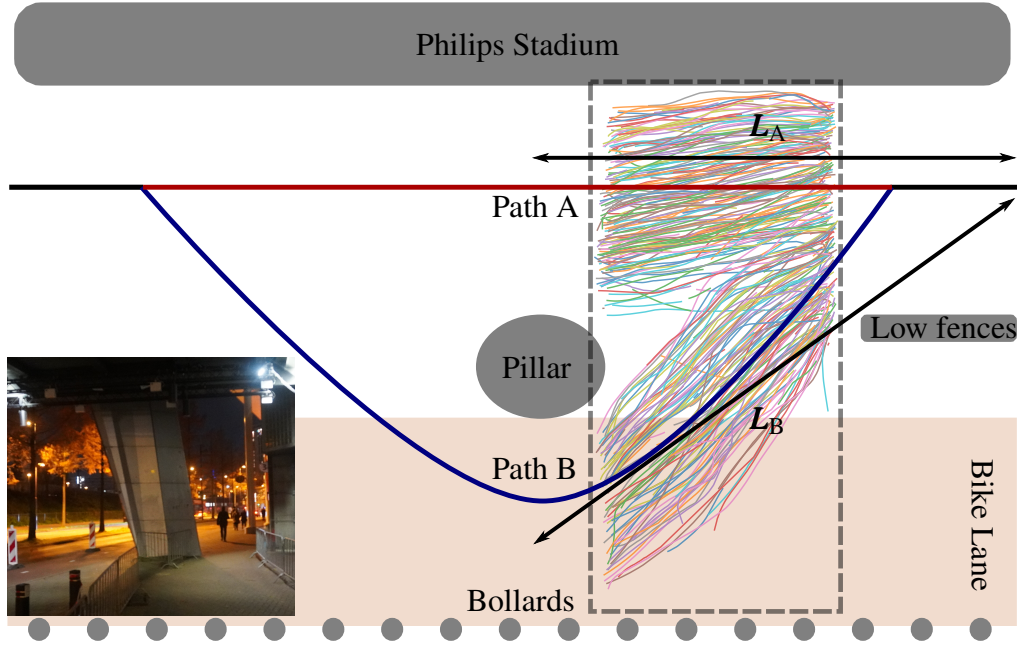 Philips Stadium
L_A
Path A
Low fences
Pillar
L_B
Path B
Bike Lane
Bollards